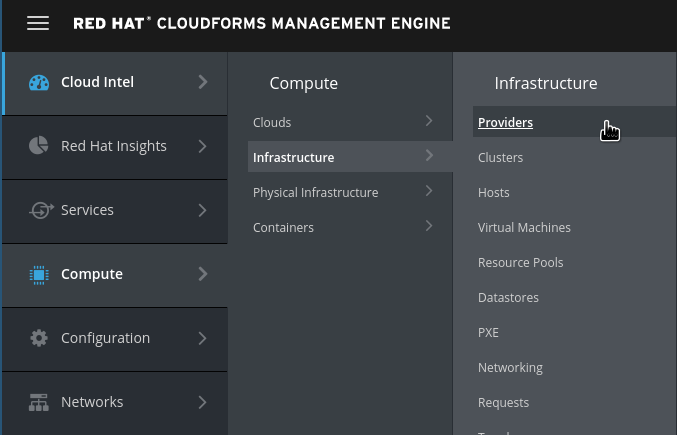 RED HAT® CLOUDFORMS MANAGEMENT ENGINE
Cloud Intel
Red Hat Insights
Services
Compute
Configuration
Networks
Compute
Clouds
Infrastructure
Physical Infrastructure
Containers
Infrastructure
Providers
Clusters
Hosts
Virtual Machines
Resource Pools
Datastores
PXE
Networking
Requests